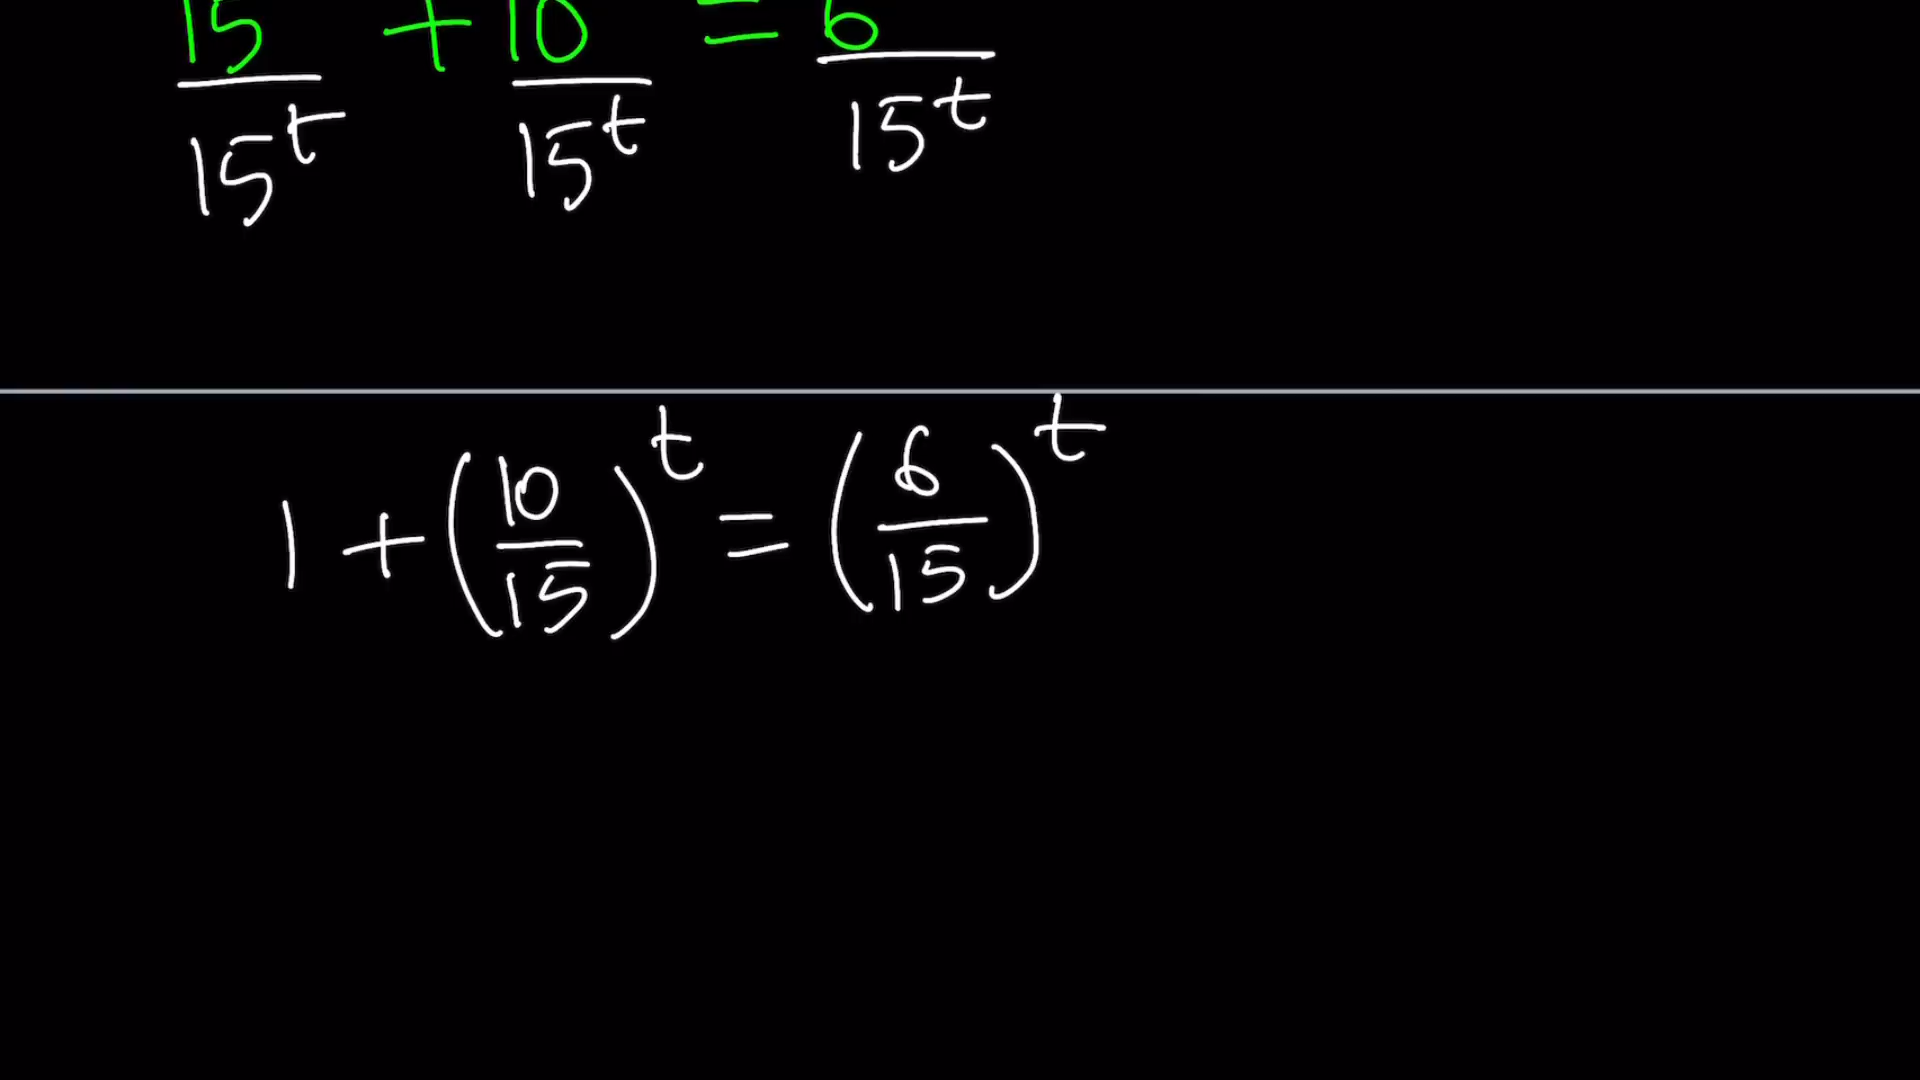 15 + 10 = 6
15^t 15^t 15^t
1 + (10/15)^t = (6/15)^t